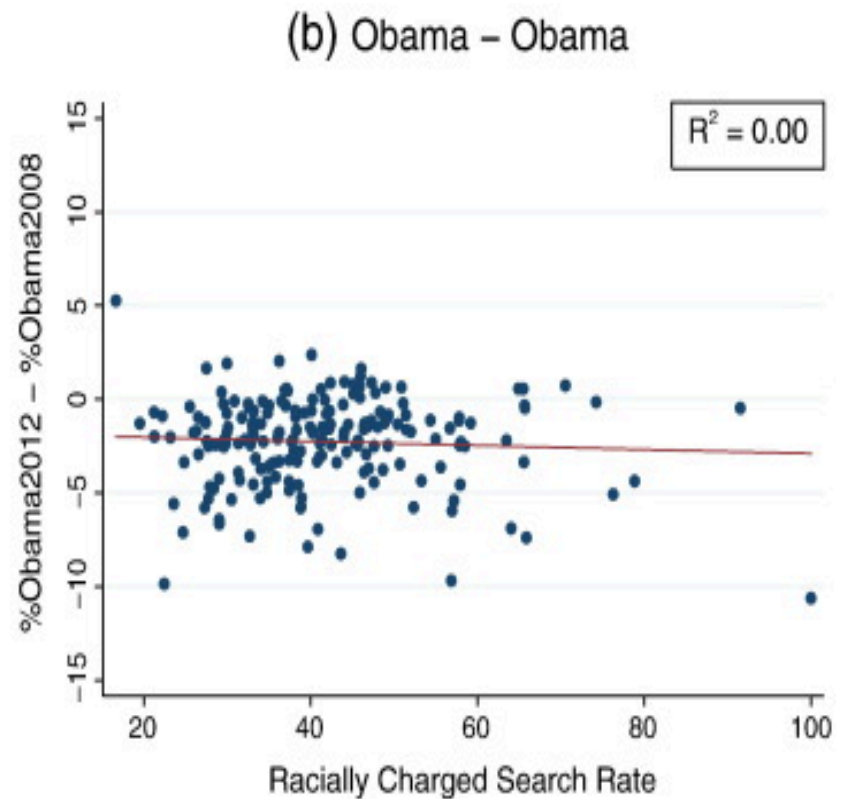 (b) Obama – Obama
R² = 0.00
%Obama2012 – %Obama2008
15
10
5
0
−5
−10
−15
20 40 60 80 100
Racially Charged Search Rate